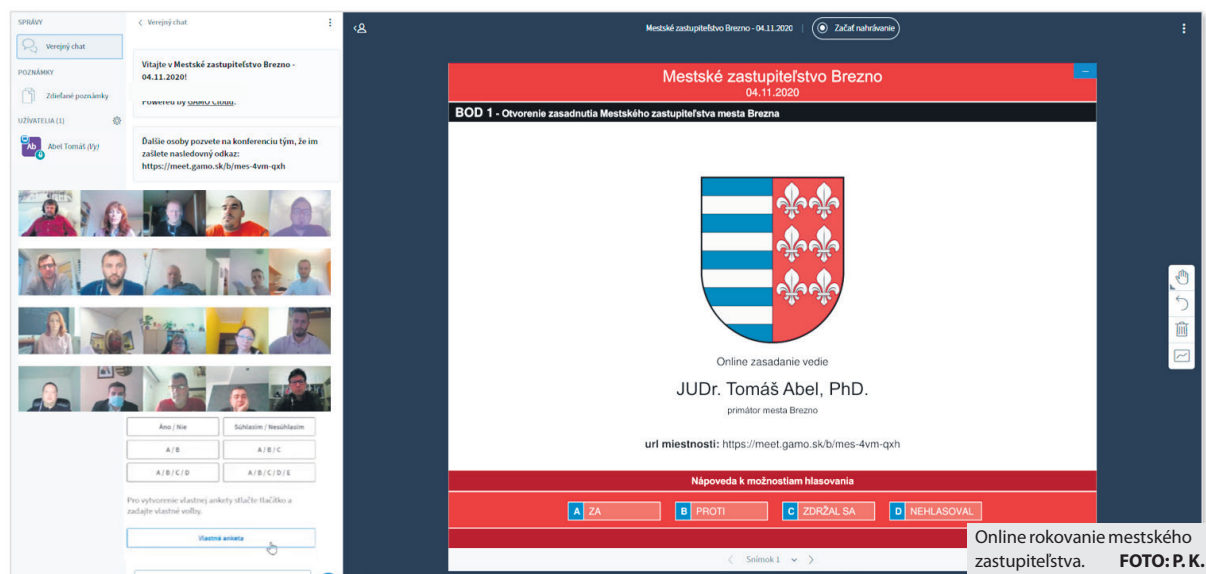 SPRÁVY
Verejný chat
POZNÁMKY
Zdieľané poznámky
UŽÍVATELIA (1)
Ab
Abel Tomáš (Vy)
Verejný chat
Vitajte v Mestské zastupiteľstvo Brezno -
04.11.2020!
Powered by GAMO Cloud.
Ďalšie osoby pozvete na konferenciu tým, že im
zašlete nasledovný odkaz:
https://meet.gamo.sk/b/mes-4vm-qxh
Áno / Nie
Súhlasím / Nesúhlasím
A / B
A / B / C
A / B / C / D
A / B / C / D / E
Pro vytvorenie vlastnej ankety stlačte tlačítko a
zadajte vlastné voľby.
Vlastná anketa
Mestské zastupiteľstvo Brezno - 04.11.2020
Začať nahrávanie
Mestské zastupiteľstvo Brezno
04.11.2020
BOD 1 - Otvorenie zasadnutia Mestského zastupiteľstva mesta Brezna
Online zasadanie vedie
JUDr. Tomáš Abel, PhD.
primátor mesta Brezno
url miestnosti: https://meet.gamo.sk/b/mes-4vm-qxh
Nápoveda k možnostiam hlasovania
A ZA
B PROTI
C ZDRŽAL SA
D NEHLASOVAL
Snímok 1
Online rokovanie mestského
zastupiteľstva. FOTO: P. K.